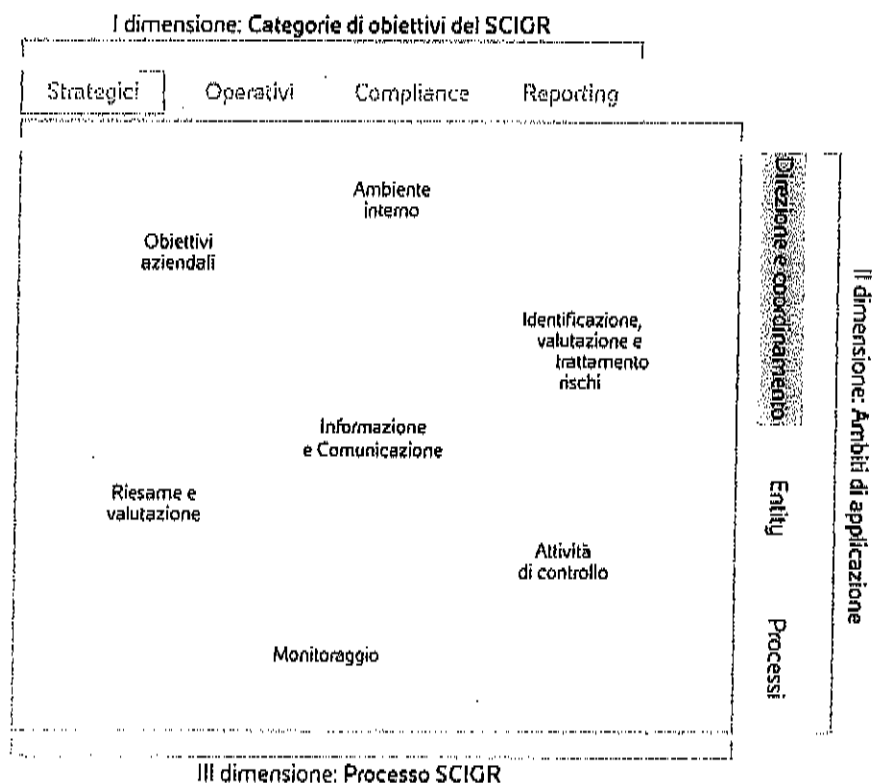 I dimensione: Categorie di obiettivi del SCIGR
Strategici
Operativi
Compliance
Reporting
Ambiente
interno
Obiettivi
aziendali
Identificazione,
valutazione e
trattamento
rischi
Informazione
e Comunicazione
Riesame e
valutazione
Attività
di controllo
Monitoraggio
Direzione e coordinamento
Entity
Processi
II dimensione: Ambiti di applicazione
III dimensione: Processo SCIGR